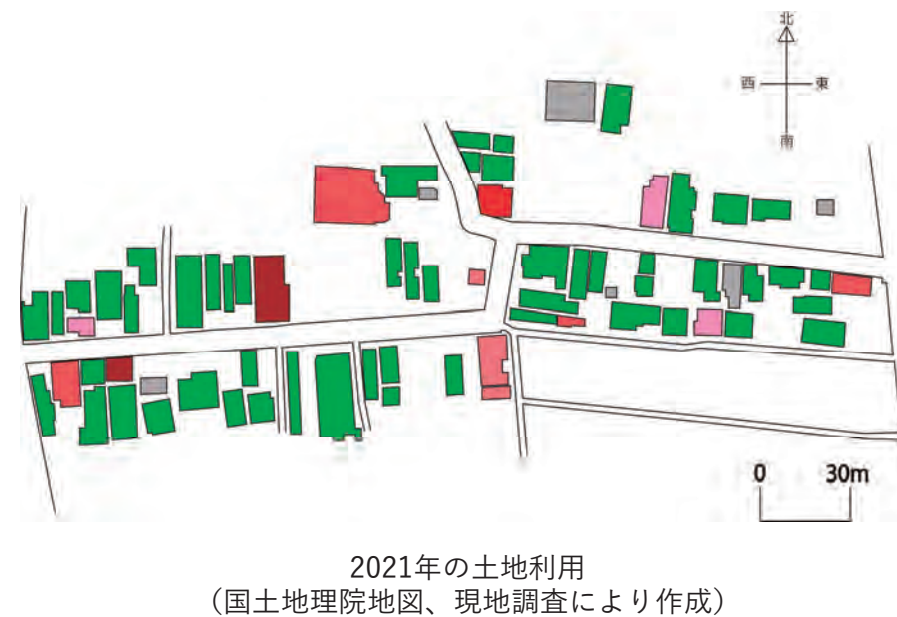 北
西 東
南
0 30m
2021年の土地利用
（国土地理院地図、現地調査により作成）